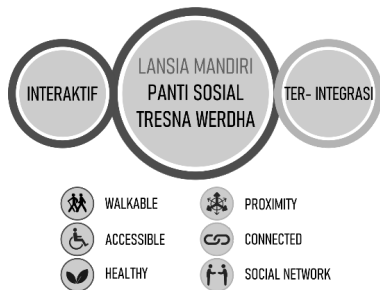 LANSIA MANDIRI
INTERAKTIF
PANTI SOSIAL
TRESNA WERDHA
TER- INTEGRASI
WALKABLE
PROXIMITY
ACCESSIBLE
CONNECTED
HEALTHY
SOCIAL NETWORK